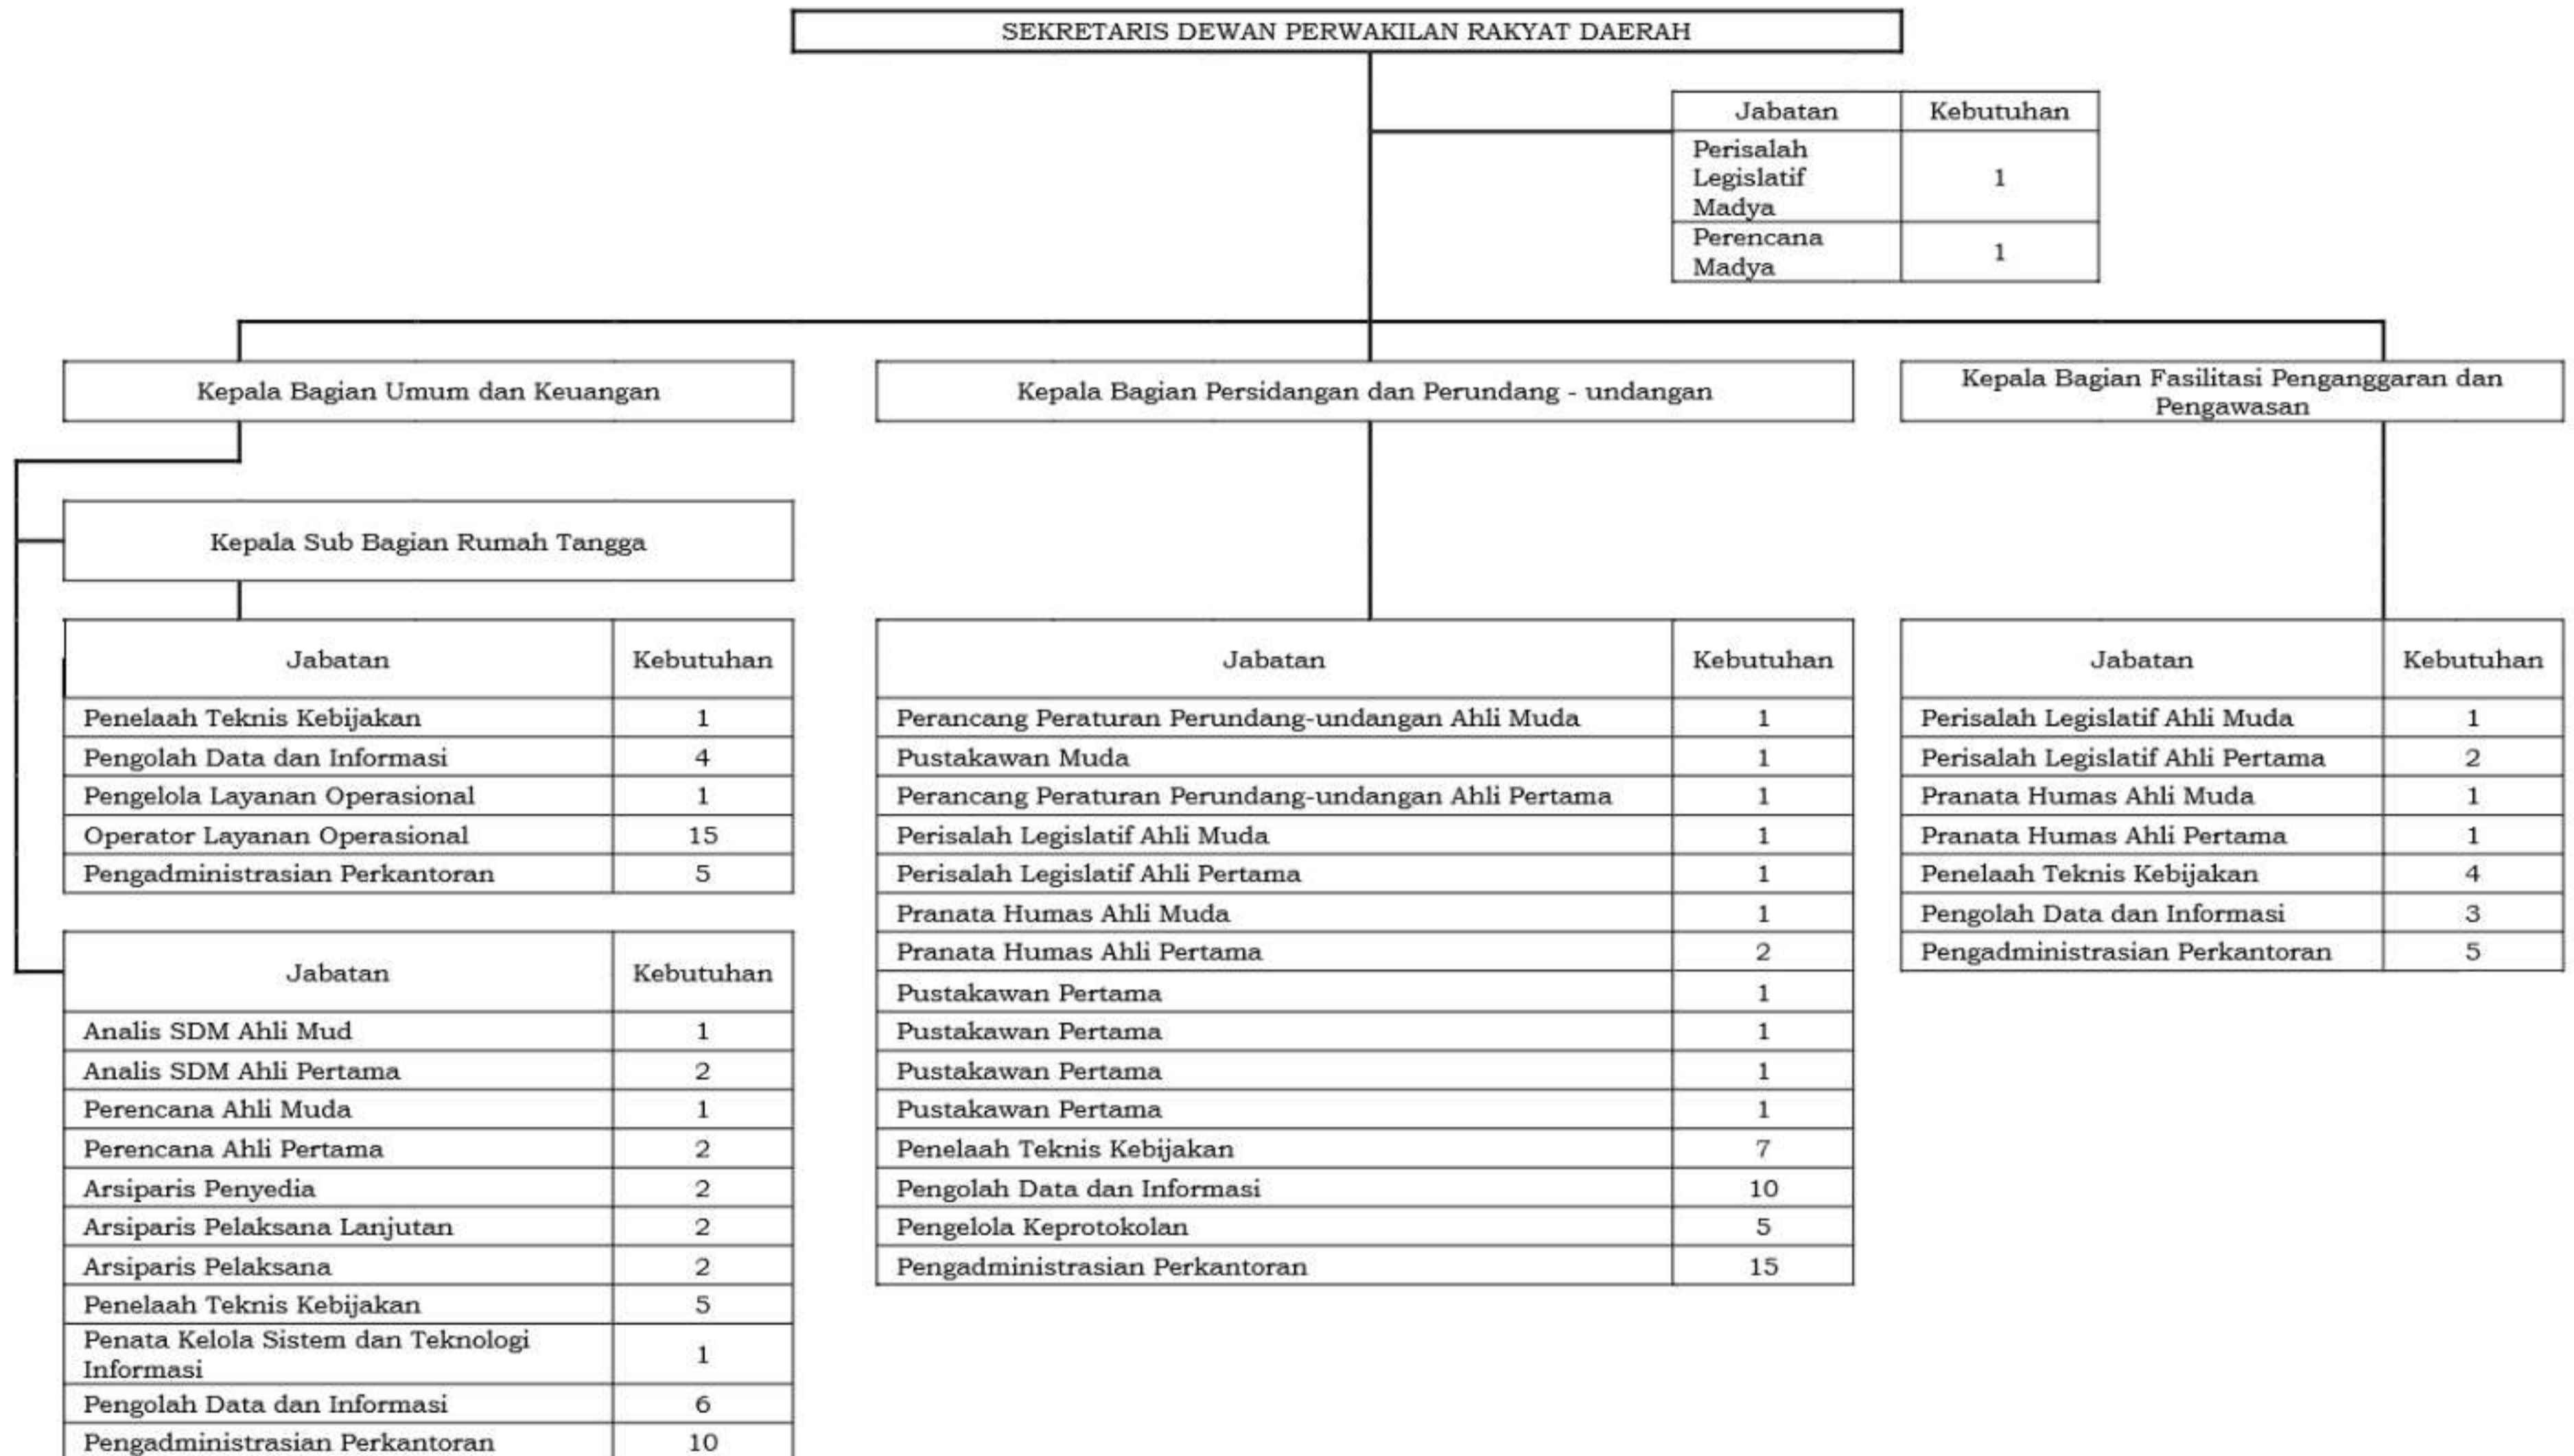 SEKRETARIS DEWAN PERWAKILAN RAKYAT DAERAH
Jabatan Kebutuhan
Perisalah
Legislatif
Madya
1
Perencana
Madya
1
Kepala Bagian Umum dan Keuangan
Kepala Sub Bagian Rumah Tangga
Jabatan Kebutuhan
Penelaah Teknis Kebijakan 1
Pengolah Data dan Informasi 4
Pengelola Layanan Operasional 1
Operator Layanan Operasional 15
Pengadministrasian Perkantoran 5
Jabatan Kebutuhan
Analis SDM Ahli Mud 1
Analis SDM Ahli Pertama 2
Perencana Ahli Muda 1
Perencana Ahli Pertama 2
Arsiparis Penyedia 2
Arsiparis Pelaksana Lanjutan 2
Arsiparis Pelaksana 2
Penelaah Teknis Kebijakan 5
Penata Kelola Sistem dan Teknologi
Informasi
1
Pengolah Data dan Informasi 6
Pengadministrasian Perkantoran 10
Kepala Bagian Persidangan dan Perundang - undangan
Jabatan Kebutuhan
Perancang Peraturan Perundang-undangan Ahli Muda 1
Pustakawan Muda 1
Perancang Peraturan Perundang-undangan Ahli Pertama 1
Perisalah Legislatif Ahli Muda 1
Perisalah Legislatif Ahli Pertama 1
Pranata Humas Ahli Muda 1
Pranata Humas Ahli Pertama 2
Pustakawan Pertama 1
Pustakawan Pertama 1
Pustakawan Pertama 1
Pustakawan Pertama 1
Penelaah Teknis Kebijakan 7
Pengolah Data dan Informasi 10
Pengelola Keprotokolan 5
Pengadministrasian Perkantoran 15
Kepala Bagian Fasilitasi Penganggaran dan
Pengawasan
Jabatan Kebutuhan
Perisalah Legislatif Ahli Muda 1
Perisalah Legislatif Ahli Pertama 2
Pranata Humas Ahli Muda 1
Pranata Humas Ahli Pertama 1
Penelaah Teknis Kebijakan 4
Pengolah Data dan Informasi 3
Pengadministrasian Perkantoran 5